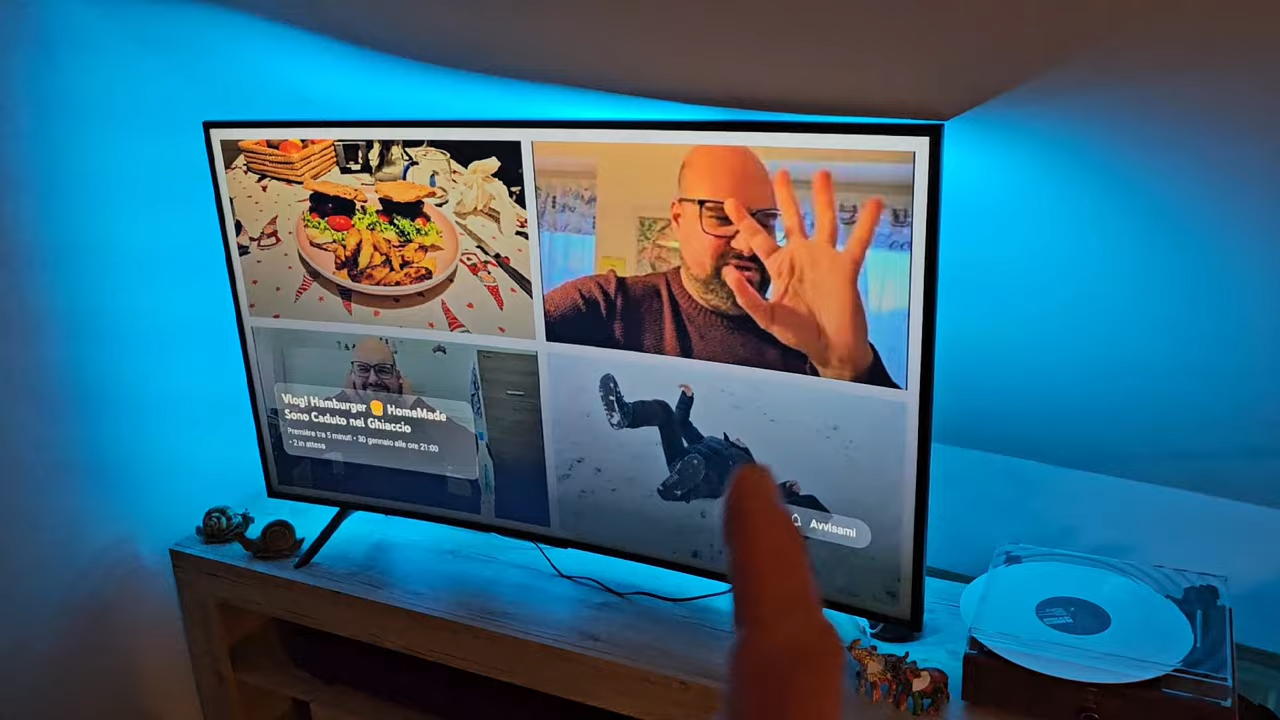 Vlog! Hamburger 🍔 HomeMade
Sono Caduto nel Ghiaccio
Première tra 5 minuti • 30 gennaio alle ore 21:00
• 2 in attesa
Avvisami